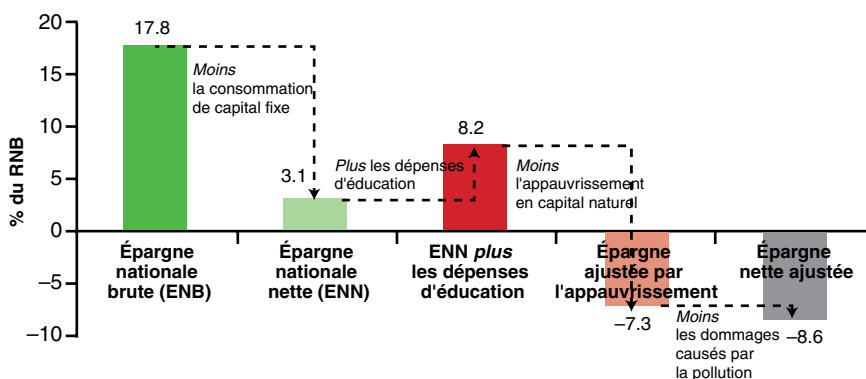 % du RNB
20
15
10
5
0
–5
–10
17.8
Moins
la consommation
de capital fixe
3.1
Plus les dépenses
d'éducation
8.2
Moins
l'appauvrissement
en capital naturel
Épargne
nationale
brute (ENB)
Épargne
nationale
nette (ENN)
ENN plus
les dépenses
d'éducation
Épargne
ajustée par
l'appauvrissement
Épargne
nette ajustée
–7.3
Moins
les dommages
causés par
la pollution
–8.6